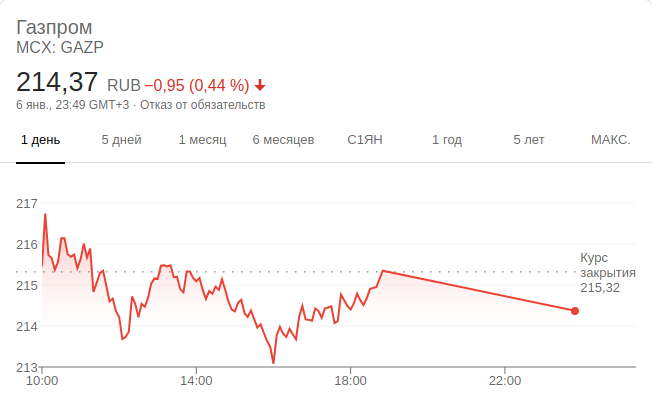 Газпром
MCX: GAZP
214,37 RUB −0,95 (0,44 %)
6 янв., 23:49 GMT+3 · Отказ от обязательств
1 день 5 дней 1 месяц 6 месяцев С1ЯН 1 год 5 лет МАКС.
217
216
Курс
закрытия
215,32
215
214
213
10:00 14:00 18:00 22:00